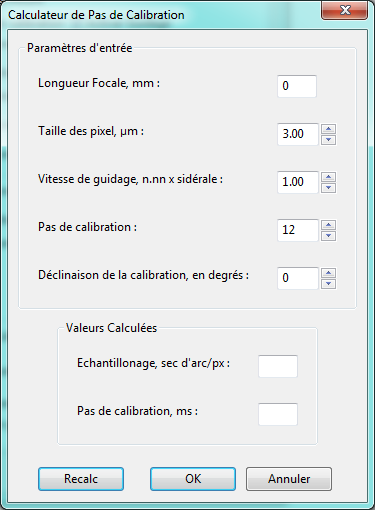 Calculateur de Pas de Calibration
Paramètres d'entrée
Longueur Focale, mm : 0
Taille des pixel, µm : 3.00
Vitesse de guidage, n.nn x sidérale : 1.00
Pas de calibration : 12
Déclinaison de la calibration, en degrés : 0
Valeurs Calculées
Echantillonage, sec d'arc/px :
Pas de calibration, ms :
Recalc OK Annuler